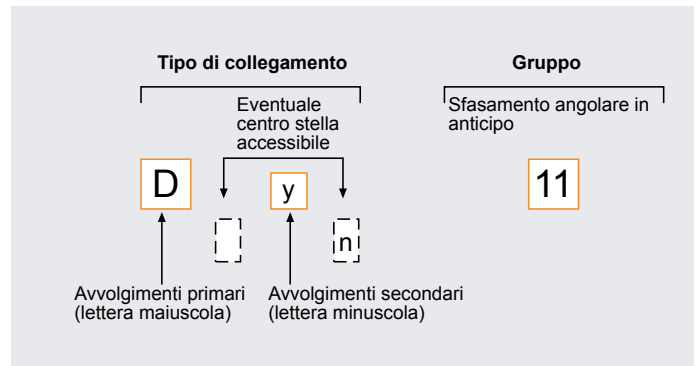 Tipo di collegamento
Gruppo
Eventuale
centro stella
accessibile
Sfasamento angolare in
anticipo
D
y
11
n
Avvolgimenti primari
(lettera maiuscola)
Avvolgimenti secondari
(lettera minuscola)